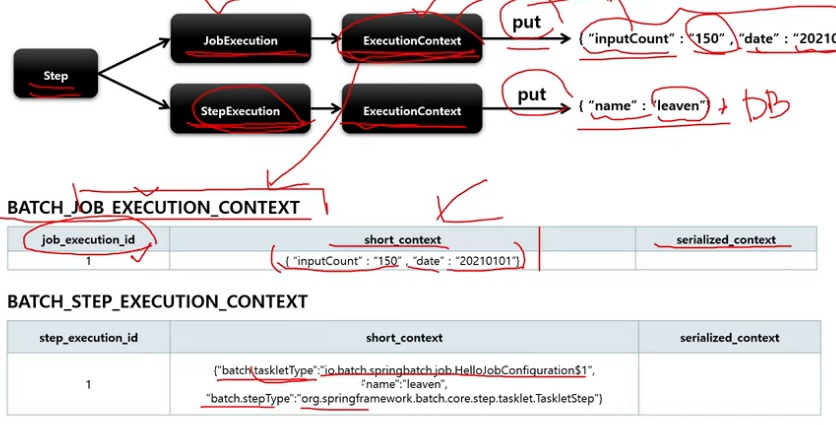 put
JobExecution
ExecutionContext
{ "inputCount" : "150" , "date" : "2021
Step
put
StepExecution
ExecutionContext
{ "name" : "leaven"} + DB
BATCH_JOB_EXECUTION_CONTEXT
job_execution_id short_context serialized_context
1 { "inputCount" : "150" , "date" : "20210101"}
BATCH_STEP_EXECUTION_CONTEXT
step_execution_id short_context serialized_context
{"batch.taskletType":"io.batch.springbatch.job.HelloJobConfiguration$1",
1 "name":"leaven",
"batch.stepType":"org.springframework.batch.core.step.tasklet.TaskletStep"}